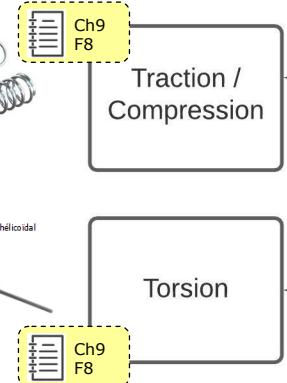 Ch9
F8
Traction /
Compression
hélicoïdal
Torsion
Ch9
F8